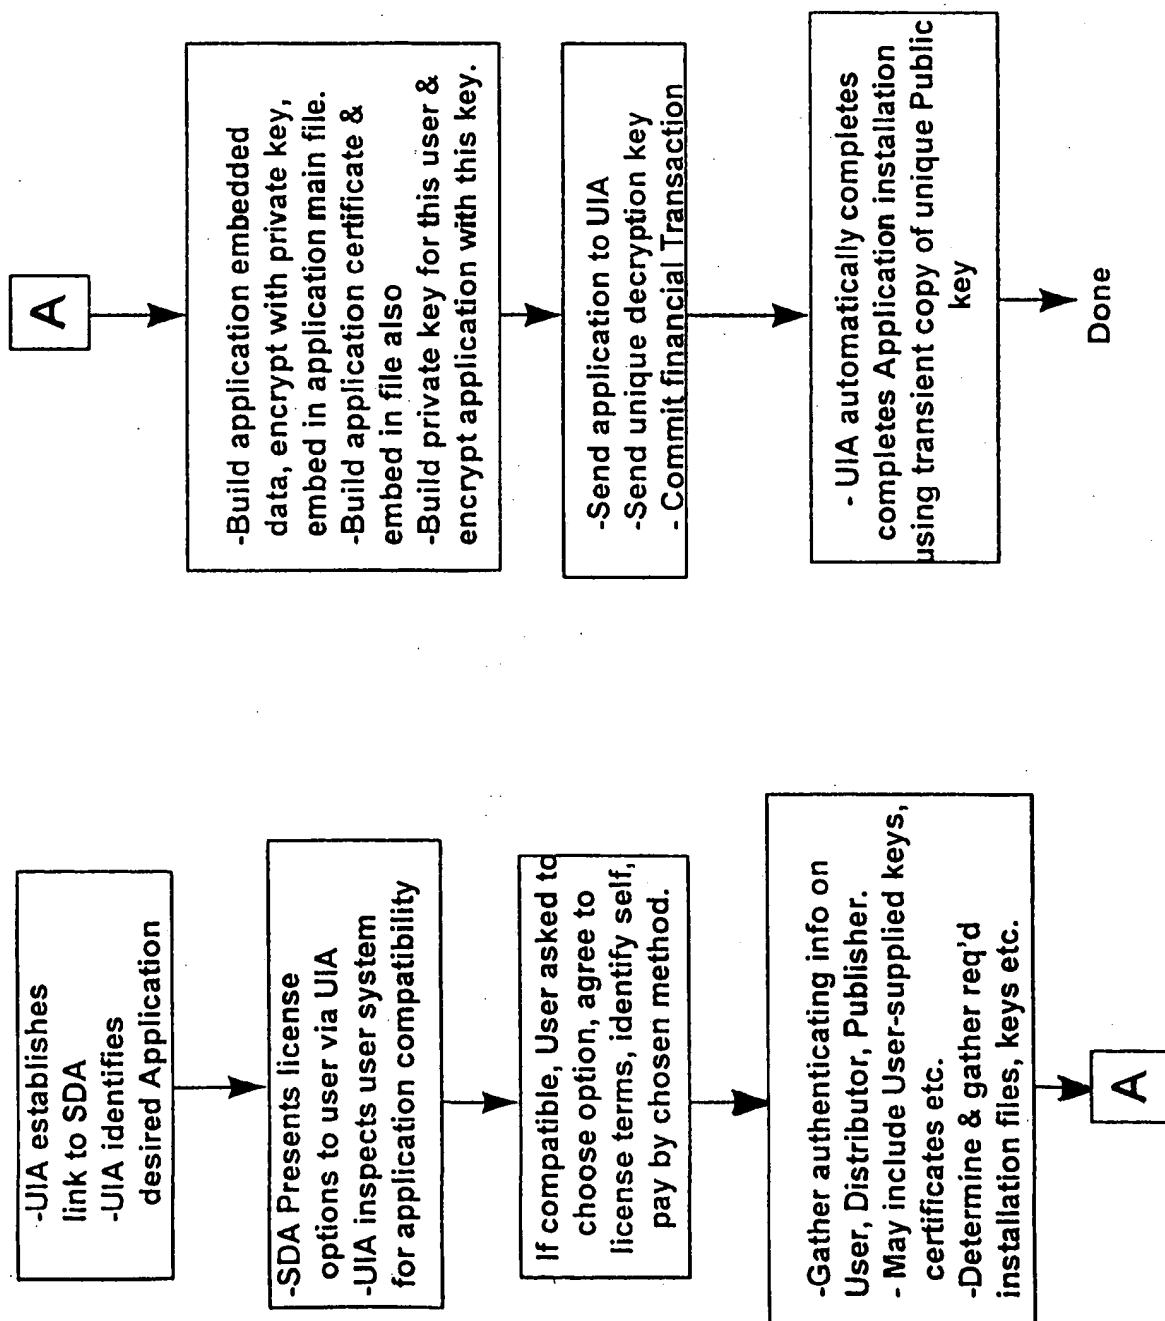 -UIA establishes
link to SDA
-UIA identifies
desired Application
-SDA Presents license
options to user via UIA
-UIA inspects user system
for application compatibility
If compatible, User asked to
choose option, agree to
license terms, identify self,
pay by chosen method.
-Gather authenticating info on
User, Distributor, Publisher.
- May include User-supplied keys,
certificates etc.
-Determine & gather req'd
installation files, keys etc.
A
A
-Build application embedded
data, encrypt with private key,
embed in application main file.
-Build application certificate &
embed in file also
-Build private key for this user &
encrypt application with this key.
-Send application to UIA
-Send unique decryption key
- Commit financial Transaction
- UIA automatically completes
completes Application installation
using transient copy of unique Public
key
Done